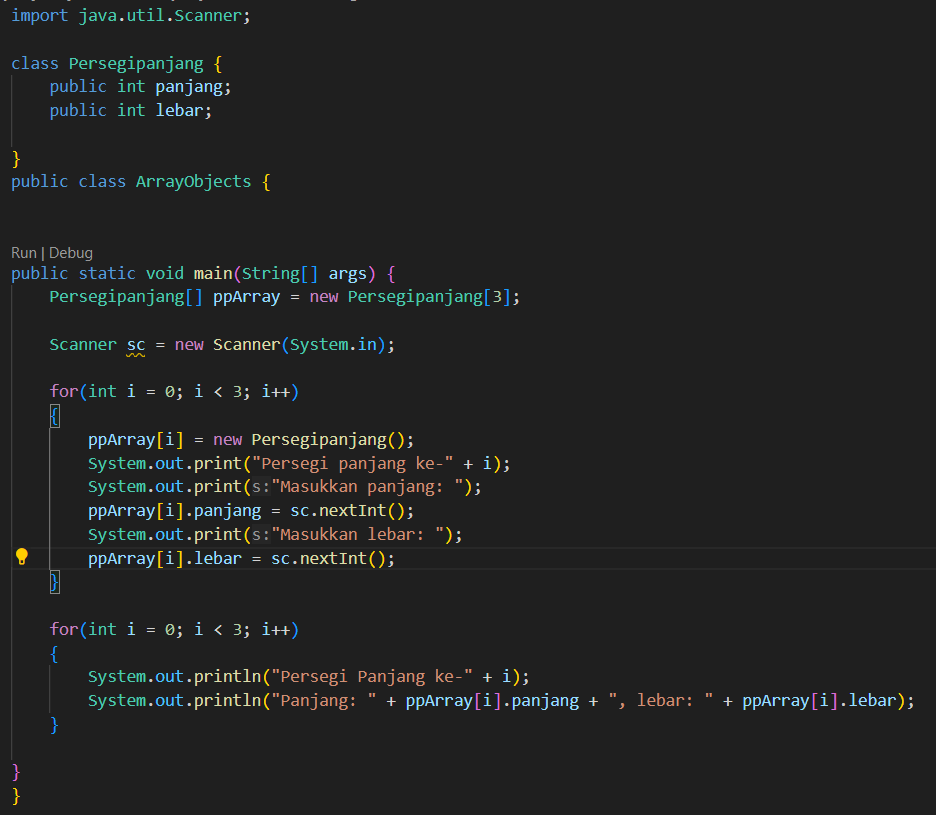 import java.util.Scanner;
class Persegipanjang {
    public int panjang;
    public int lebar;
}
public class ArrayObjects {
Run | Debug
public static void main(String[] args) {
    Persegipanjang[] ppArray = new Persegipanjang[3];
    Scanner sc = new Scanner(System.in);
    for(int i = 0; i < 3; i++)
    {
        ppArray[i] = new Persegipanjang();
        System.out.print("Persegi panjang ke-" + i);
        System.out.print(s:"Masukkan panjang: ");
        ppArray[i].panjang = sc.nextInt();
        System.out.print(s:"Masukkan lebar: ");
        ppArray[i].lebar = sc.nextInt();
    }
    for(int i = 0; i < 3; i++)
    {
        System.out.println("Persegi Panjang ke-" + i);
        System.out.println("Panjang: " + ppArray[i].panjang + ", lebar: " + ppArray[i].lebar);
    }
}
}